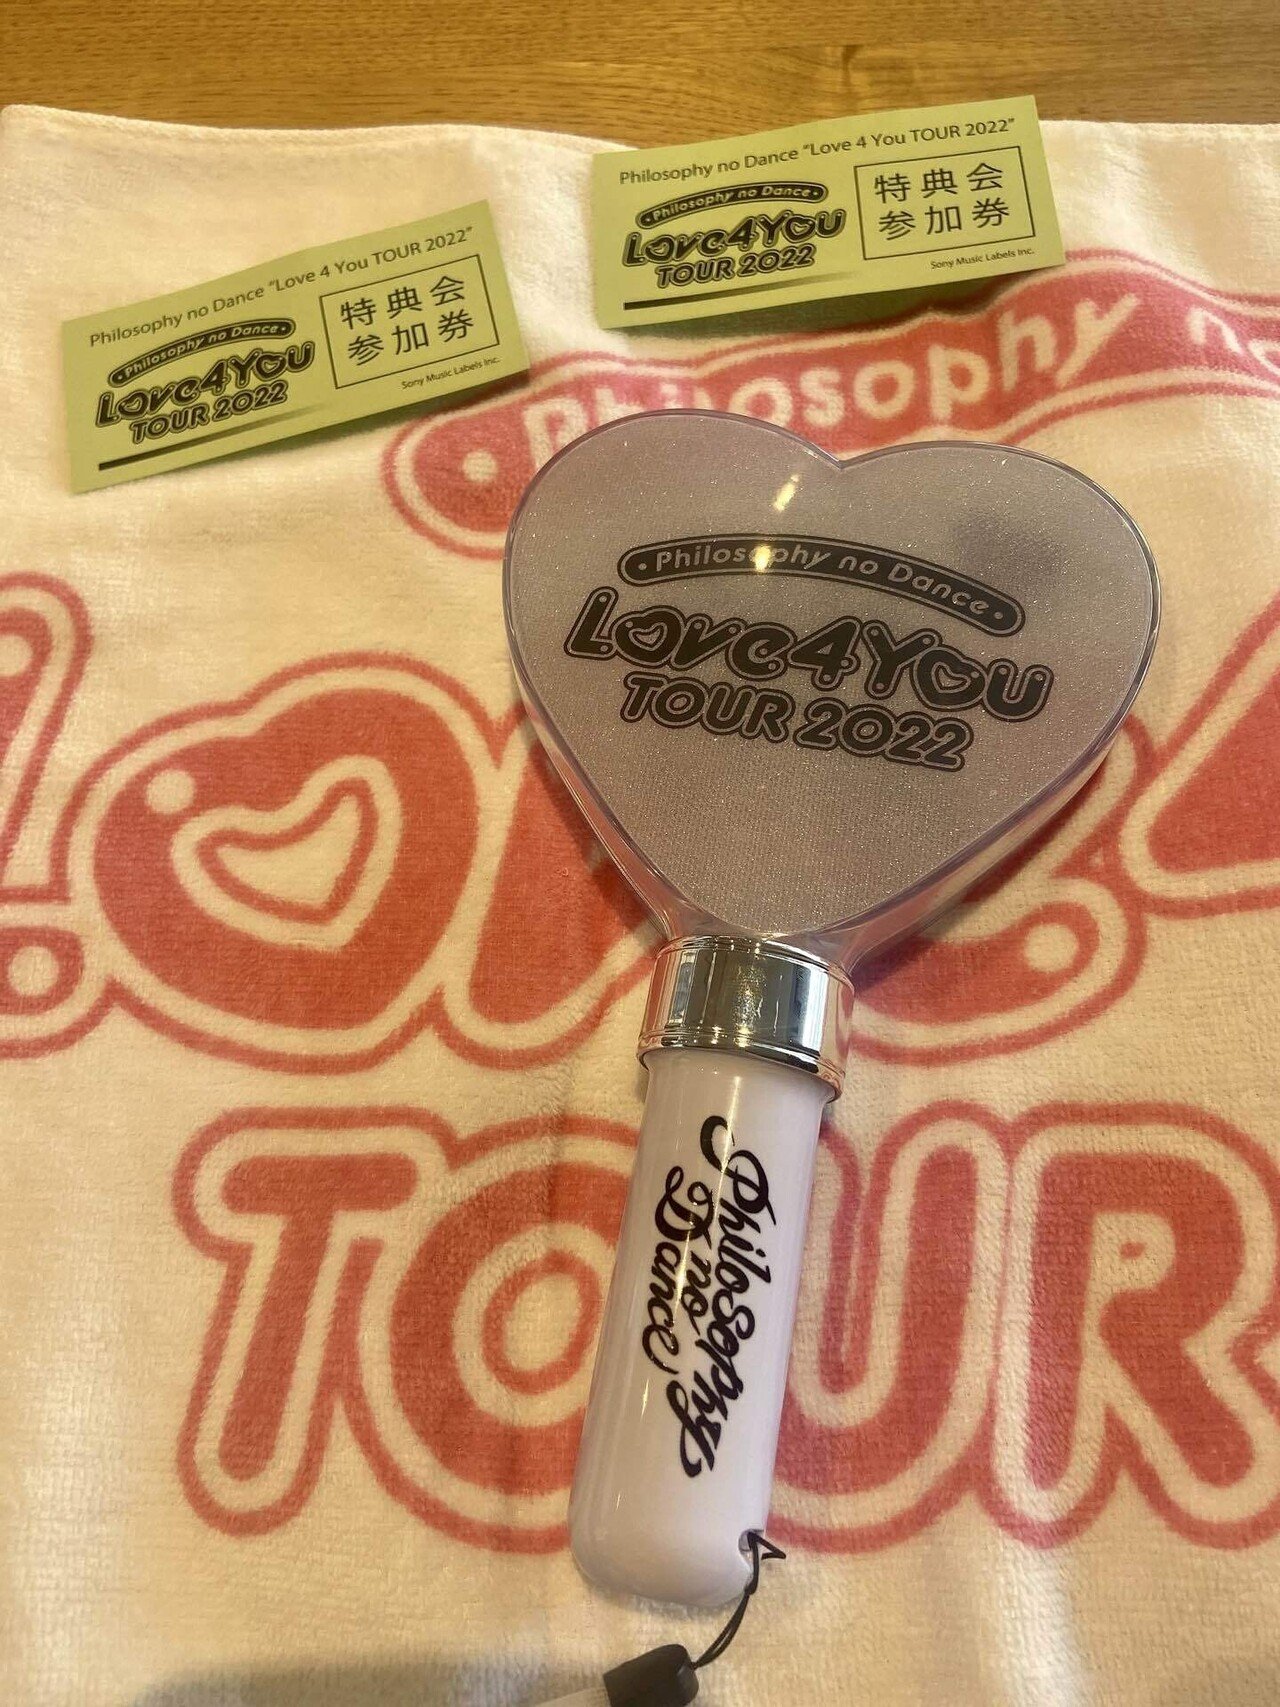 Philosophy no Dance "Love 4 You TOUR 2022"
Philosophy no Dance
Love4You
TOUR 2022
特典会
参加券
Sony Music Labels Inc.
Philosophy no Dance "Love 4 You TOUR 2022"
Philosophy no Dance
Love4You
TOUR 2022
特典会
参加券
Sony Music Labels Inc.
Philosophy
Love4
TOUR
Philosophy no Dance
Love4You
TOUR 2022
Philosophy
no
Dance